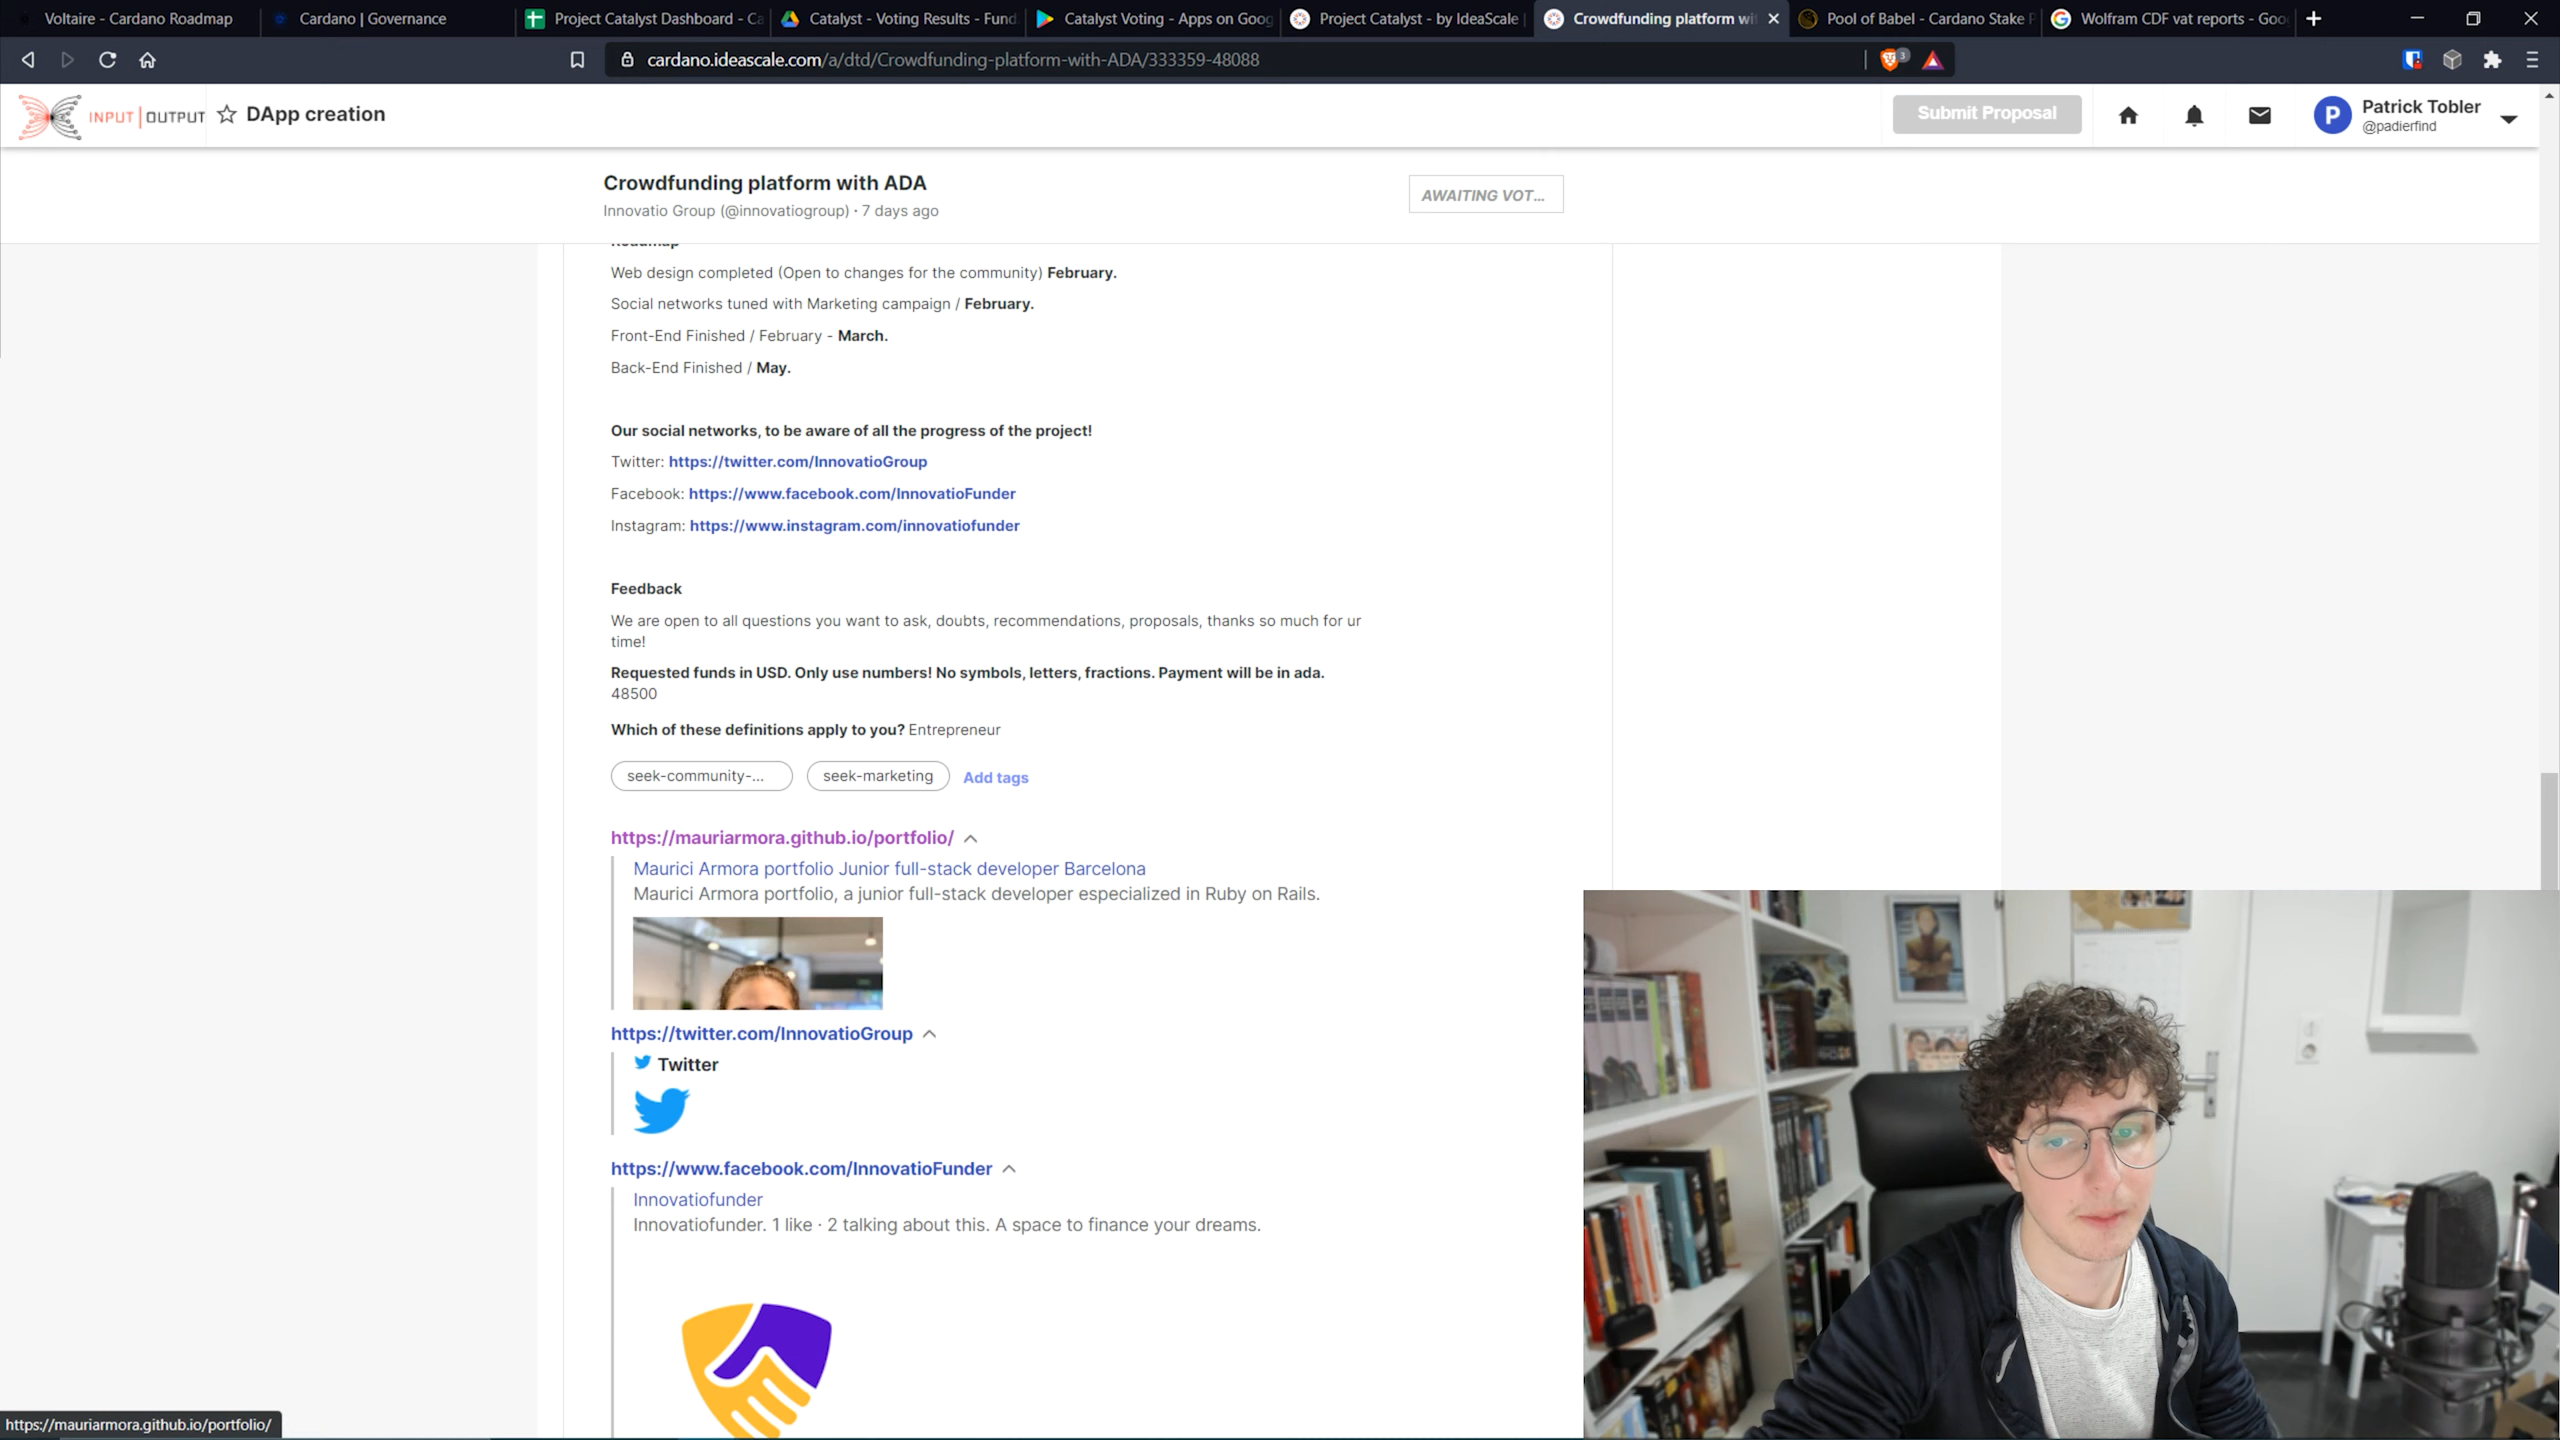 Voltaire - Cardano Roadmap
Cardano | Governance
Project Catalyst Dashboard - Ca
Catalyst - Voting Results - Fund
Catalyst Voting - Apps on Goog
Project Catalyst - by IdeaScale
Crowdfunding platform wi
Pool of Babel - Cardano Stake P
Wolfram CDF vat reports - Goo
cardano.ideascale.com/a/dtd/Crowdfunding-platform-with-ADA/333359-48088
3
INPUT | OUTPUT
DApp creation
Submit Proposal
P
Patrick Tobler
@padierfind
Crowdfunding platform with ADA
Innovatio Group (@innovatiogroup) · 7 days ago
AWAITING VOT...
Roadmap
Web design completed (Open to changes for the community) February.
Social networks tuned with Marketing campaign / February.
Front-End Finished / February - March.
Back-End Finished / May.
Our social networks, to be aware of all the progress of the project!
Twitter: https://twitter.com/InnovatioGroup
Facebook: https://www.facebook.com/InnovatioFunder
Instagram: https://www.instagram.com/innovatiofunder
Feedback
We are open to all questions you want to ask, doubts, recommendations, proposals, thanks so much for ur
time!
Requested funds in USD. Only use numbers! No symbols, letters, fractions. Payment will be in ada.
48500
Which of these definitions apply to you? Entrepreneur
seek-community-...
seek-marketing
Add tags
https://mauriarmora.github.io/portfolio/
Maurici Armora portfolio Junior full-stack developer Barcelona
Maurici Armora portfolio, a junior full-stack developer especialized in Ruby on Rails.
https://twitter.com/InnovatioGroup
Twitter
https://www.facebook.com/InnovatioFunder
Innovatiofunder
Innovatiofunder. 1 like · 2 talking about this. A space to finance your dreams.
https://mauriarmora.github.io/portfolio/